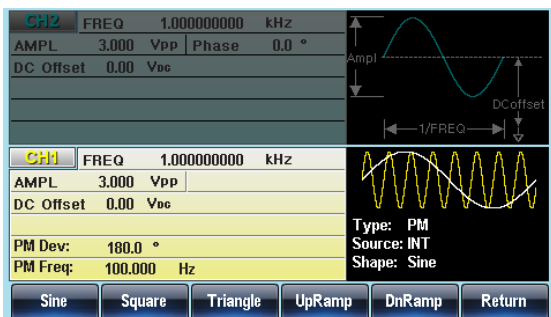 CH2 FREQ 1.000000000 kHz
AMPL 3.000 Vpp Phase 0.0 °
DC Offset 0.00 VDC
Ampl
DCoffset
1/FREQ
CH1 FREQ 1.000000000 kHz
AMPL 3.000 Vpp
DC Offset 0.00 VDC
PM Dev: 180.0 °
PM Freq: 100.000 Hz
Type: PM
Source: INT
Shape: Sine
Sine Square Triangle UpRamp DnRamp Return